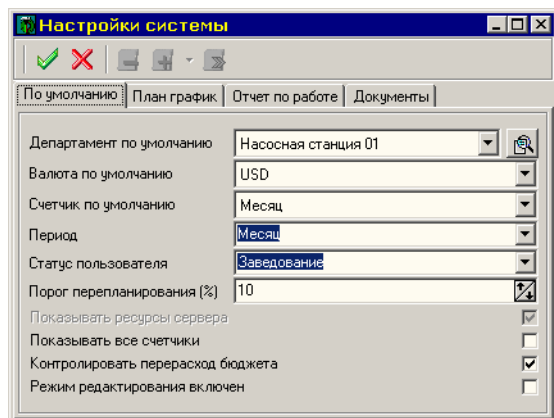 Настройки системы
По умолчанию План график Отчет по работе Документы
Департамент по умолчанию Насосная станция 01
Валюта по умолчанию USD
Счетчик по умолчанию Месяц
Период Месяц
Статус пользователя Заведование
Порог перепланирования (%) 10
Показывать ресурсы сервера
Показывать все счетчики
Контролировать перерасход бюджета
Режим редактирования включен